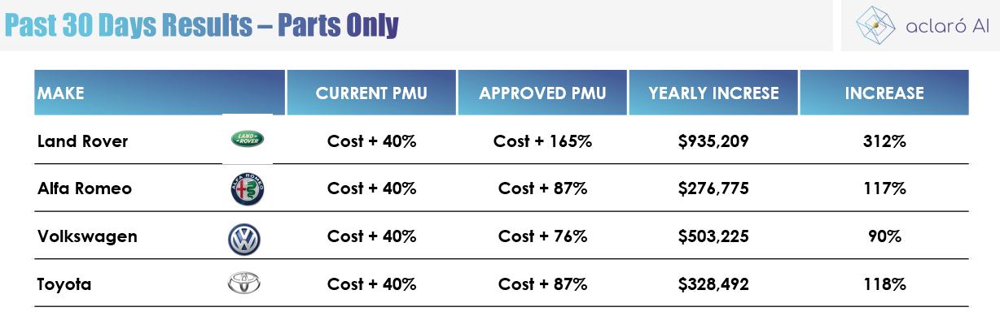 Past 30 Days Results – Parts Only
aclaró AI
MAKE CURRENT PMU APPROVED PMU YEARLY INCRESE INCREASE
Land Rover LAND ROVER Cost + 40% Cost + 165% $935,209 312%
Alfa Romeo ALFA ROMEO Cost + 40% Cost + 87% $276,775 117%
Volkswagen Cost + 40% Cost + 76% $503,225 90%
Toyota Cost + 40% Cost + 87% $328,492 118%